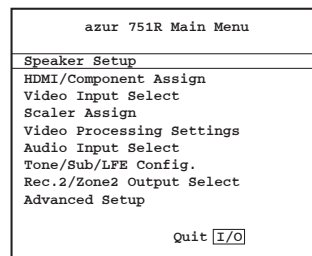 azur 751R Main Menu
Speaker Setup
HDMI/Component Assign
Video Input Select
Scaler Assign
Video Processing Settings
Audio Input Select
Tone/Sub/LFE Config.
Rec.2/Zone2 Output Select
Advanced Setup
Quit I/O